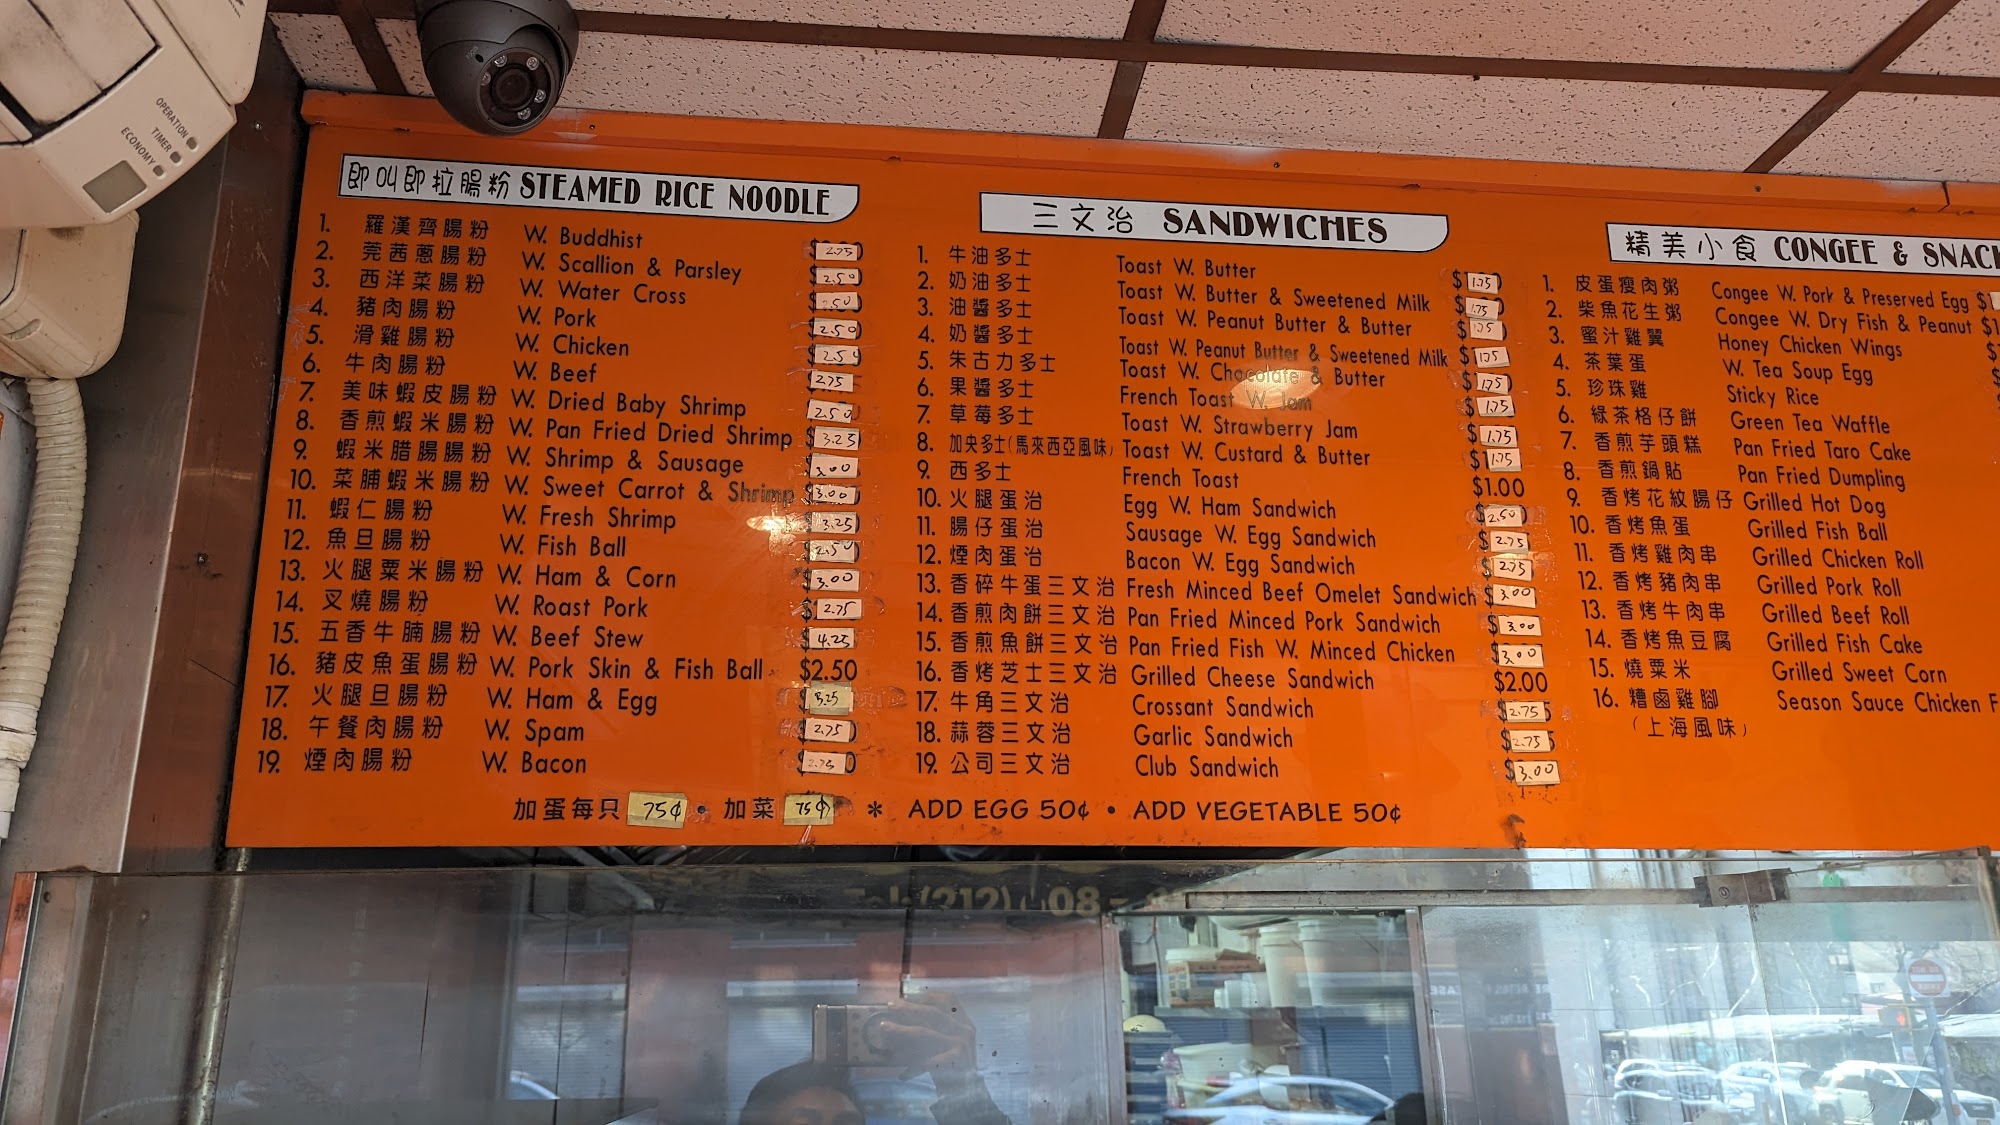 OPERATION
TIMER
ECONOMY
即叫即拉腸粉 STEAMED RICE NOODLE
1. 羅漢齊腸粉 W. Buddhist $2.75
2. 莞茜蔥腸粉 W. Scallion & Parsley $2.50
3. 西洋菜腸粉 W. Water Cross $2.50
4. 豬肉腸粉 W. Pork $2.50
5. 滑雞腸粉 W. Chicken $2.50
6. 牛肉腸粉 W. Beef 2.75
7. 美味蝦皮腸粉 W. Dried Baby Shrimp 2.50
8. 香煎蝦米腸粉 W. Pan Fried Dried Shrimp $3.25
9. 蝦米腊腸腸粉 W. Shrimp & Sausage 3.00
10. 菜脯蝦米腸粉 W. Sweet Carrot & Shrimp $3.00
11. 蝦仁腸粉 W. Fresh Shrimp $3.25
12. 魚旦腸粉 W. Fish Ball $2.50
13. 火腿粟米腸粉 W. Ham & Corn $3.00
14. 叉燒腸粉 W. Roast Pork $2.75
15. 五香牛腩腸粉 W. Beef Stew $4.25
16. 豬皮魚蛋腸粉 W. Pork Skin & Fish Ball $2.50
17. 火腿旦腸粉 W. Ham & Egg $3.25
18. 午餐肉腸粉 W. Spam $2.75
19. 煙肉腸粉 W. Bacon $2.75
三文治 SANDWICHES
1. 牛油多士 Toast W. Butter $1.75
2. 奶油多士 Toast W. Butter & Sweetened Milk $1.75
3. 油醬多士 Toast W. Peanut Butter & Butter $1.75
4. 奶醬多士 Toast W. Peanut Butter & Sweetened Milk $1.75
5. 朱古力多士 Toast W. Chocolate & Butter $1.75
6. 果醬多士 French Toast W. Jam $1.75
7. 草莓多士 Toast W. Strawberry Jam $1.75
8. 加央多士(馬來西亞風味) Toast W. Custard & Butter $1.75
9. 西多士 French Toast $1.00
10. 火腿蛋治 Egg W. Ham Sandwich $2.50
11. 腸仔蛋治 Sausage W. Egg Sandwich $2.75
12. 煙肉蛋治 Bacon W. Egg Sandwich $2.75
13. 香碎牛蛋三文治 Fresh Minced Beef Omelet Sandwich $3.00
14. 香煎肉餅三文治 Pan Fried Minced Pork Sandwich $3.00
15. 香煎魚餅三文治 Pan Fried Fish W. Minced Chicken $3.00
16. 香烤芝士三文治 Grilled Cheese Sandwich $2.00
17. 牛角三文治 Crossant Sandwich $2.75
18. 蒜蓉三文治 Garlic Sandwich $2.75
19. 公司三文治 Club Sandwich $3.00
精美小食 CONGEE & SNACK
1. 皮蛋瘦肉粥 Congee W. Pork & Preserved Egg $
2. 柴魚花生粥 Congee W. Dry Fish & Peanut $1
3. 蜜汁雞翼 Honey Chicken Wings
4. 茶葉蛋 W. Tea Soup Egg
5. 珍珠雞 Sticky Rice
6. 綠茶格仔餅 Green Tea Waffle
7. 香煎芋頭糕 Pan Fried Taro Cake
8. 香煎鍋貼 Pan Fried Dumpling
9. 香烤花紋腸仔 Grilled Hot Dog
10. 香烤魚蛋 Grilled Fish Ball
11. 香烤雞肉串 Grilled Chicken Roll
12. 香烤豬肉串 Grilled Pork Roll
13. 香烤牛肉串 Grilled Beef Roll
14. 香烤魚豆腐 Grilled Fish Cake
15. 燒粟米 Grilled Sweet Corn
16. 糟鹵雞腳 Season Sauce Chicken F
(上海風味)
加蛋每只 75¢ • 加菜 75¢ * ADD EGG 50¢ • ADD VEGETABLE 50¢